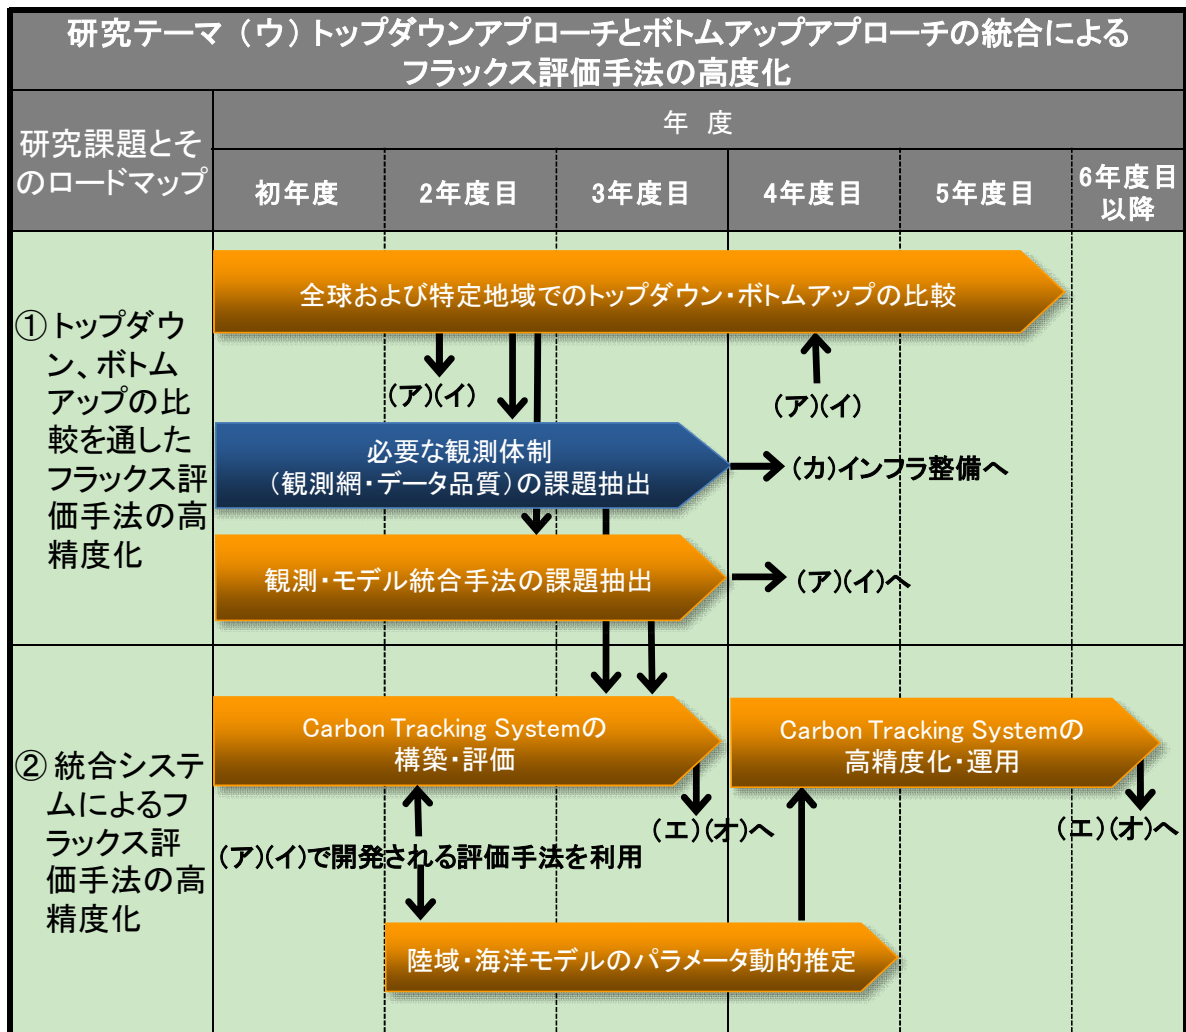 研究テーマ（ウ）トップダウンアプローチとボトムアップアプローチの統合による
フラックス評価手法の高度化
研究課題とそ
のロードマップ
年 度
初年度
2年度目
3年度目
4年度目
5年度目
6年度目
以降
① トップダウ
ン、ボトム
アップの比
較を通した
フラックス評
価手法の高
精度化
全球および特定地域でのトップダウン・ボトムアップの比較
(ア)(イ)
(ア)(イ)
必要な観測体制
（観測網・データ品質）の課題抽出
(カ)インフラ整備へ
観測・モデル統合手法の課題抽出
(ア)(イ)へ
② 統合システ
ムによるフ
ラックス評
価手法の高
精度化
Carbon Tracking Systemの
構築・評価
Carbon Tracking Systemの
高精度化・運用
(エ)(オ)へ
(エ)(オ)へ
(ア)(イ)で開発される評価手法を利用
陸域・海洋モデルのパラメータ動的推定